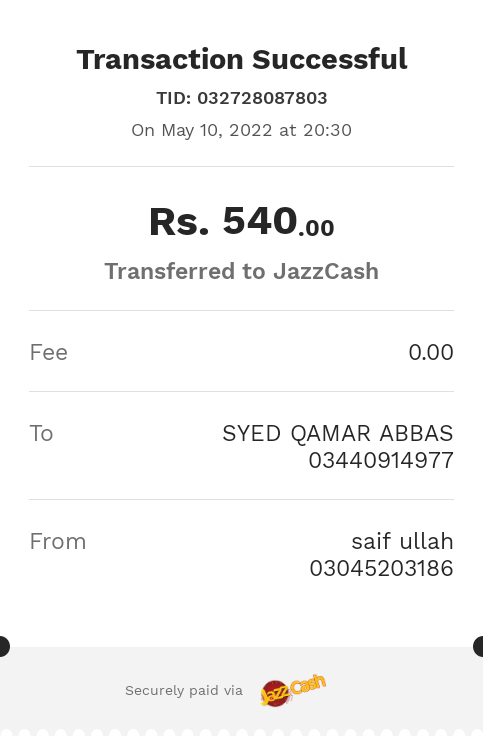 Transaction Successful
TID: 032728087803
On May 10, 2022 at 20:30
Rs. 540.00
Transferred to JazzCash
Fee 0.00
To SYED QAMAR ABBAS
03440914977
From saif ullah
03045203186
Securely paid via JazzCash